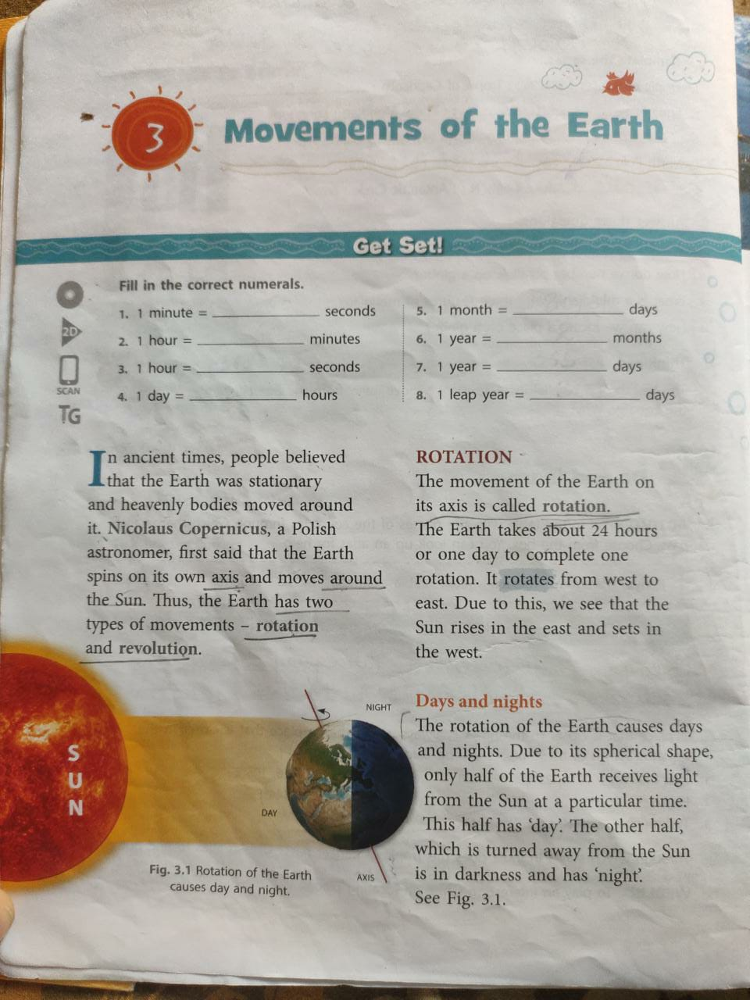 3
Movements of the Earth
Get Set!
2D
SCAN
TG
Fill in the correct numerals.
1. 1 minute = ____________ seconds
2. 1 hour = ____________ minutes
3. 1 hour = ____________ seconds
4. 1 day = ____________ hours
5. 1 month = ____________ days
6. 1 year = ____________ months
7. 1 year = ____________ days
8. 1 leap year = ____________ days
In ancient times, people believed
that the Earth was stationary
and heavenly bodies moved around
it. Nicolaus Copernicus, a Polish
astronomer, first said that the Earth
spins on its own axis and moves around
the Sun. Thus, the Earth has two
types of movements – rotation
and revolution.
SUN
DAY
NIGHT
AXIS
Fig. 3.1 Rotation of the Earth
causes day and night.
ROTATION
The movement of the Earth on
its axis is called rotation.
The Earth takes about 24 hours
or one day to complete one
rotation. It rotates from west to
east. Due to this, we see that the
Sun rises in the east and sets in
the west.
Days and nights
The rotation of the Earth causes days
and nights. Due to its spherical shape,
only half of the Earth receives light
from the Sun at a particular time.
This half has ‘day’. The other half,
which is turned away from the Sun
is in darkness and has ‘night’.
See Fig. 3.1.